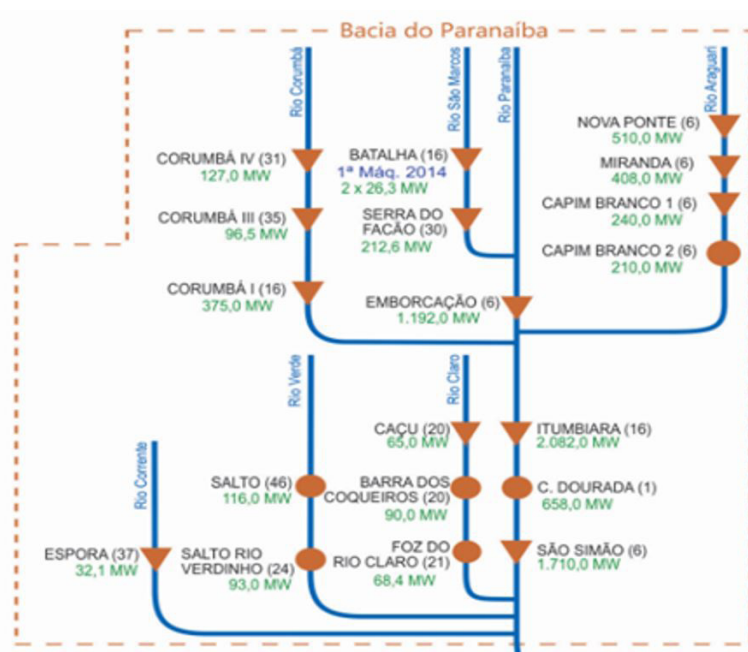 Bacia do Paranaíba
Rio Corumbá
Rio São Marcos
Rio Paranaíba
Rio Araguari
NOVA PONTE (6)
510,0 MW
CORUMBÁ IV (31)
127,0 MW
BATALHA (16)
1ª Máq. 2014
2 x 26,3 MW
MIRANDA (6)
408,0 MW
CORUMBÁ III (35)
96,5 MW
SERRA DO
FACÃO (30)
212,6 MW
CAPIM BRANCO 1 (6)
240,0 MW
CAPIM BRANCO 2 (6)
210,0 MW
CORUMBÁ I (16)
375,0 MW
EMBORCAÇÃO (6)
1.192,0 MW
Rio Verde
Rio Claro
CAÇU (20)
65,0 MW
ITUMBIARA (16)
2.082,0 MW
Rio Corrente
SALTO (46)
116,0 MW
BARRA DOS
COQUEIROS (20)
90,0 MW
C. DOURADA (1)
658,0 MW
ESPORA (37)
32,1 MW
SALTO RIO
VERDINHO (24)
93,0 MW
FOZ DO
RIO CLARO (21)
68,4 MW
SÃO SIMÃO (6)
1.710,0 MW